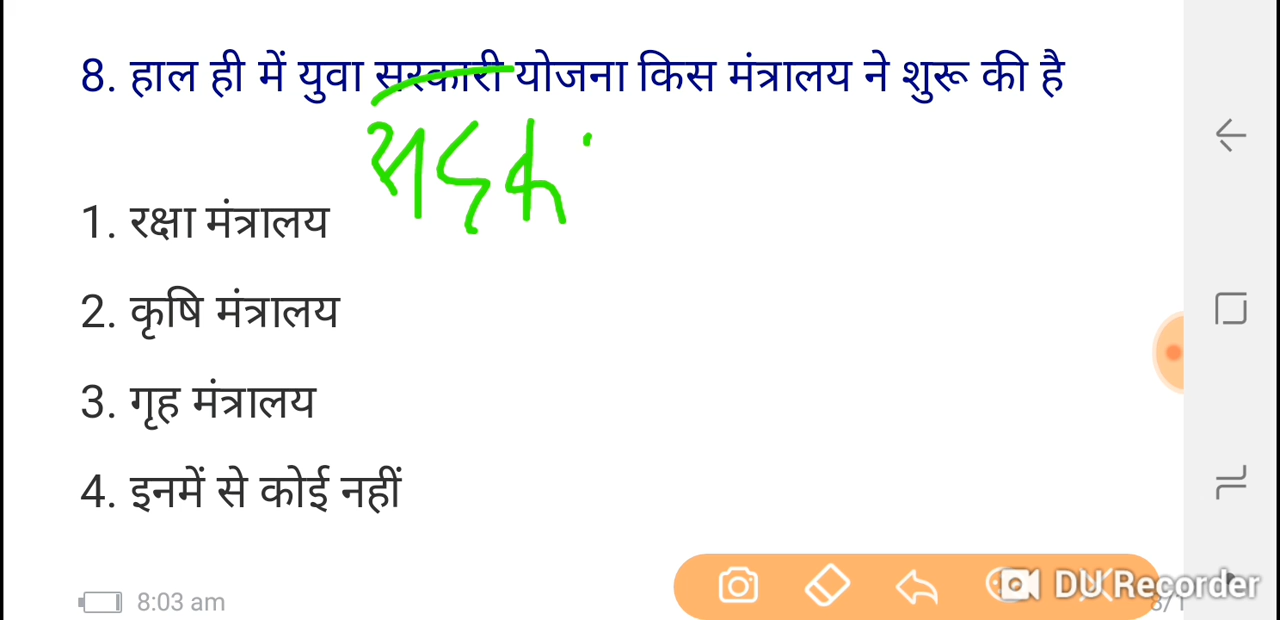 8. हाल ही में युवा सरकारी योजना किस मंत्रालय ने शुरू की है
1. रक्षा मंत्रालय
2. कृषि मंत्रालय
3. गृह मंत्रालय
4. इनमें से कोई नहीं
8:03 am
DU Recorder